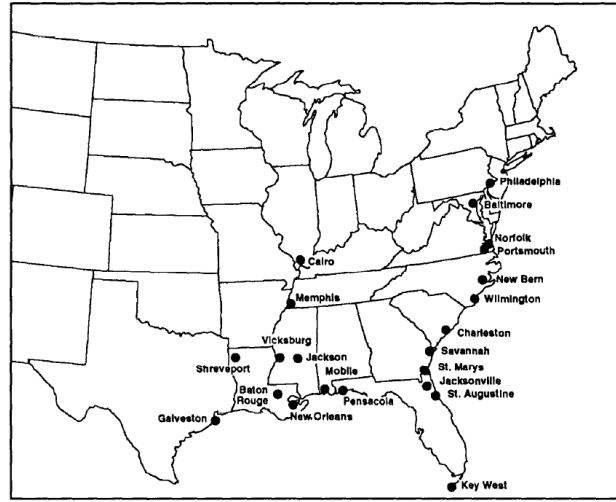 Philadelphia
Baltimore
Norfolk
Portsmouth
Cairo
New Bern
Memphis
Wilmington
Charleston
Vicksburg
Savannah
Shreveport
Jackson
St. Marys
Mobile
Jacksonville
Baton
Rouge
Pensacola
St. Augustine
New Orleans
Galveston
Key West